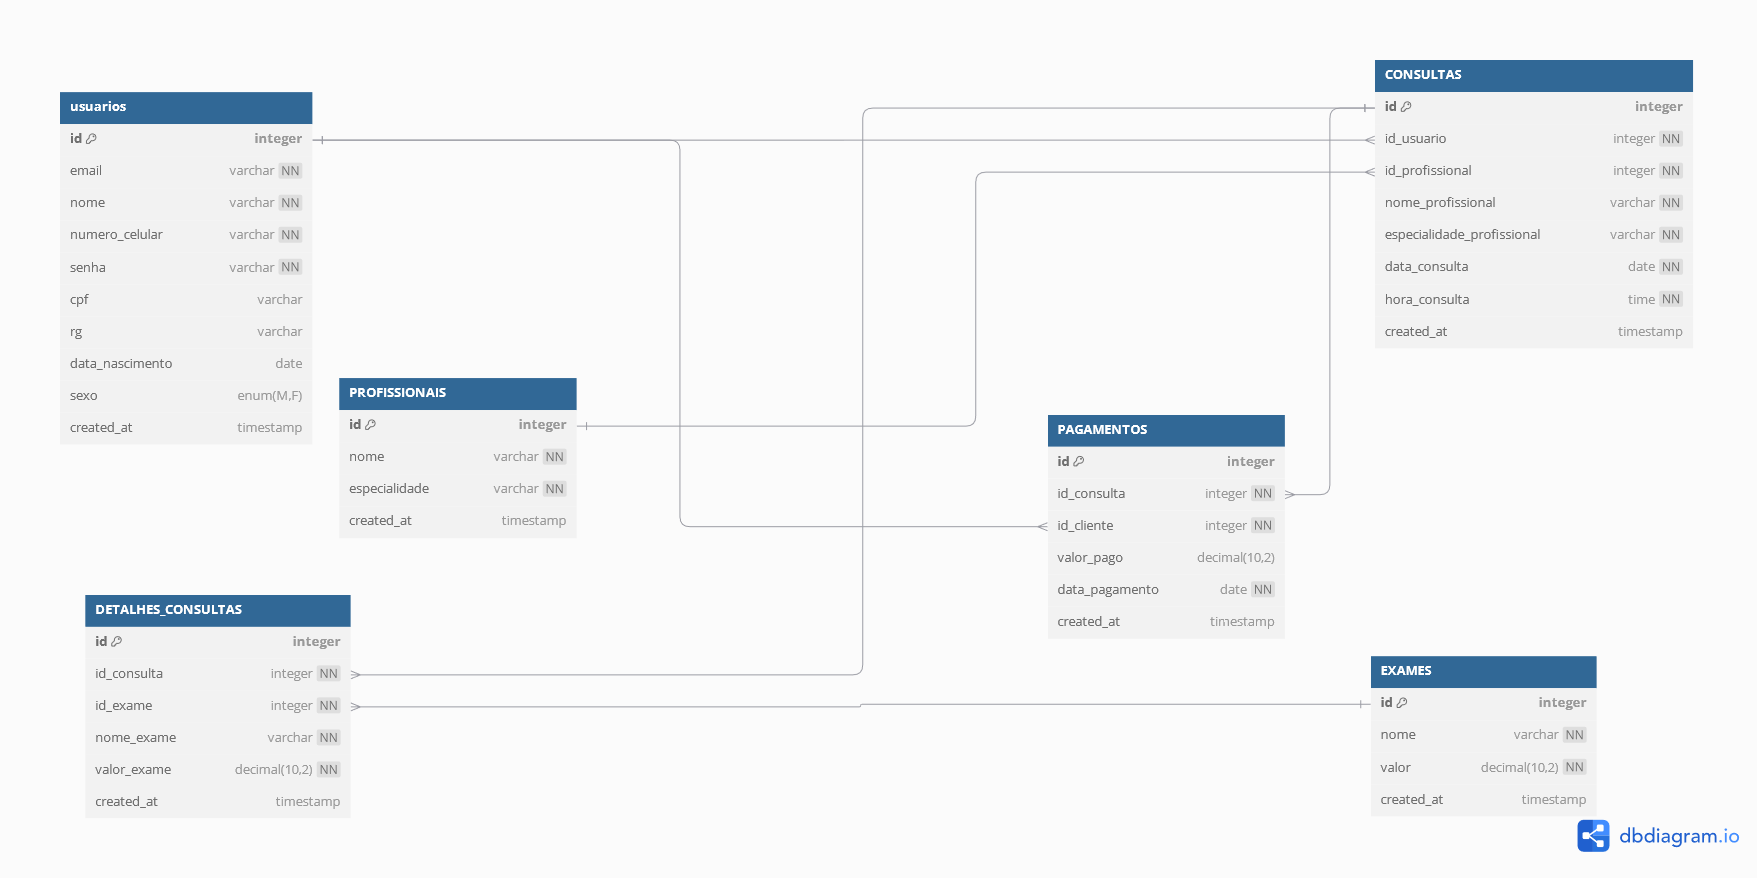 usuarios
id integer
email varchar NN
nome varchar NN
numero_celular varchar NN
senha varchar NN
cpf varchar
rg varchar
data_nascimento date
sexo enum(M,F)
created_at timestamp
PROFISSIONAIS
id integer
nome varchar NN
especialidade varchar NN
created_at timestamp
DETALHES_CONSULTAS
id integer
id_consulta integer NN
id_exame integer NN
nome_exame varchar NN
valor_exame decimal(10,2) NN
created_at timestamp
CONSULTAS
id integer
id_usuario integer NN
id_profissional integer NN
nome_profissional varchar NN
especialidade_profissional varchar NN
data_consulta date NN
hora_consulta time NN
created_at timestamp
PAGAMENTOS
id integer
id_consulta integer NN
id_cliente integer NN
valor_pago decimal(10,2)
data_pagamento date NN
created_at timestamp
EXAMES
id integer
nome varchar NN
valor decimal(10,2) NN
created_at timestamp
dbdiagram.io